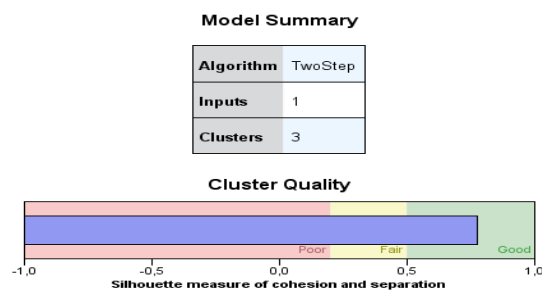 Model Summary
Algorithm TwoStep
Inputs 1
Clusters 3
Cluster Quality
Poor Fair Good
-1,0 -0,5 0,0 0,5 1,0
Silhouette measure of cohesion and separation